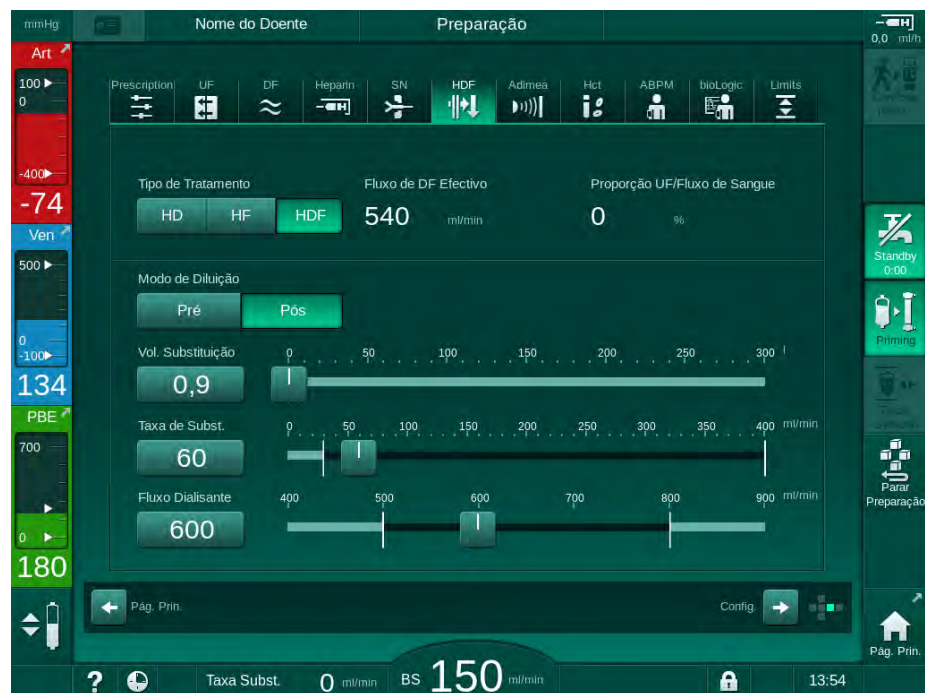 mmHg Nome do Doente Preparação
0,0 ml/h
Art
100
0
-400
-74
Ven
500
0
-100
134
PBE
700
0
180
Prescription UF DF Heparin SN HDF Adimea Hct ABPM bioLogic Limits
Tipo de Tratamento Fluxo de DF Efectivo Proporção UF/Fluxo de Sangue
HD HF HDF 540 ml/min 0 %
Modo de Diluição
Pré Pós
Vol. Substituição 0 50 100 150 200 250 300 l
0,9
Taxa de Subst. 0 50 100 150 200 250 300 350 400 ml/min
60
Fluxo Dialisante 400 500 600 700 800 900 ml/min
600
Standby
0:00
Priming
Parar
Preparação
Pág. Prin. Config.
Pág. Prin.
? Taxa Subst. 0 ml/min BS 150 ml/min 13:54